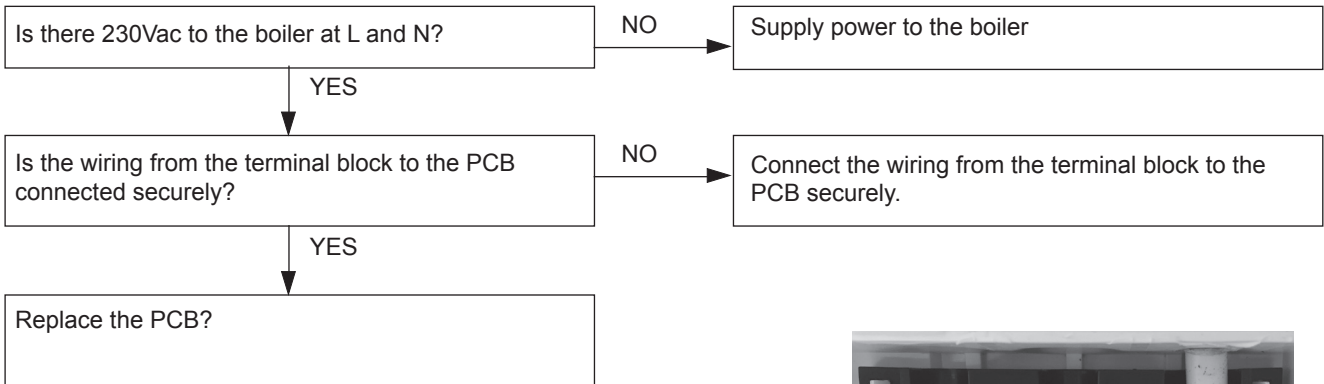 Is there 230Vac to the boiler at L and N?
NO
Supply power to the boiler
YES
Is the wiring from the terminal block to the PCB
connected securely?
NO
Connect the wiring from the terminal block to the
PCB securely.
YES
Replace the PCB?